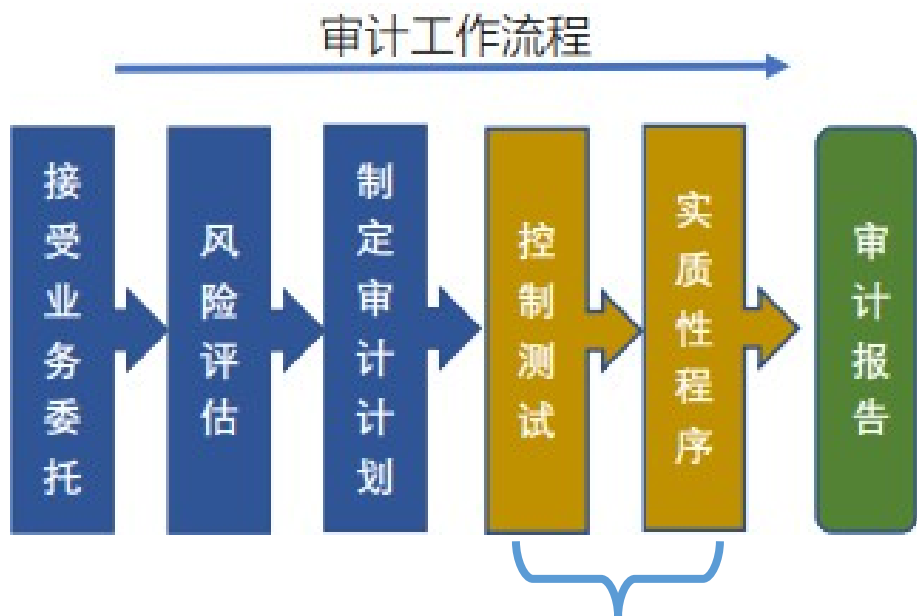 审计工作流程
接受业务委托
风险评估
制定审计计划
控制测试
实质性程序
审计报告